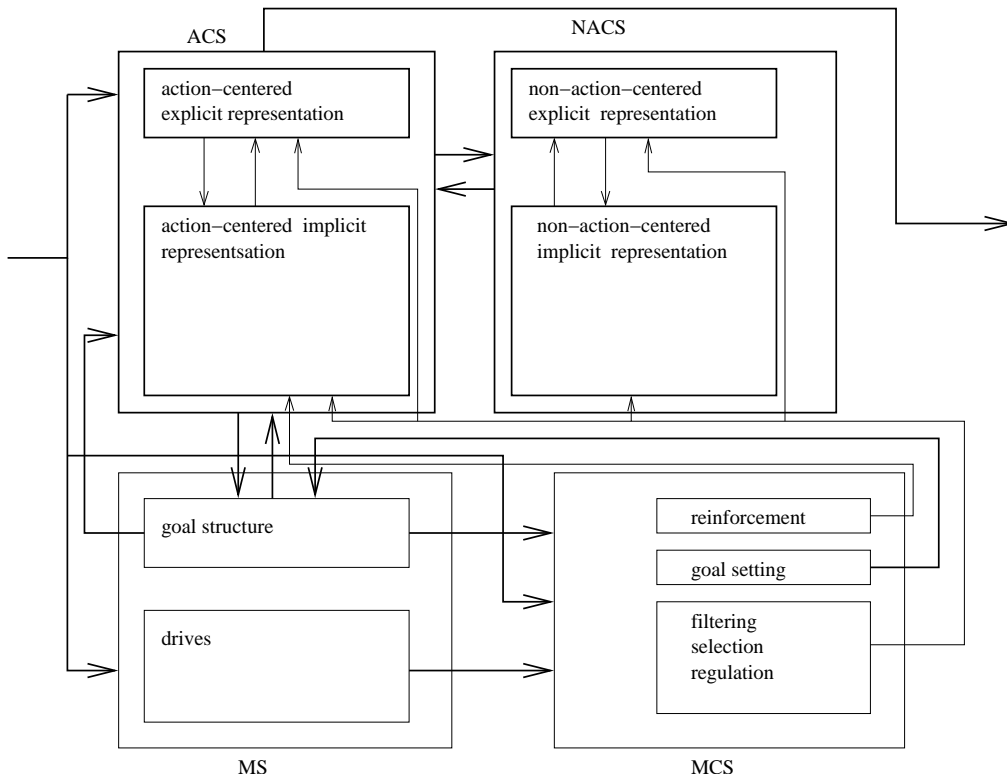 ACS
NACS
action−centered
explicit representation
non−action−centered
explicit representation
action−centered implicit
representsation
non−action−centered
implicit representation
goal structure
reinforcement
goal setting
drives
filtering
selection
regulation
MS
MCS